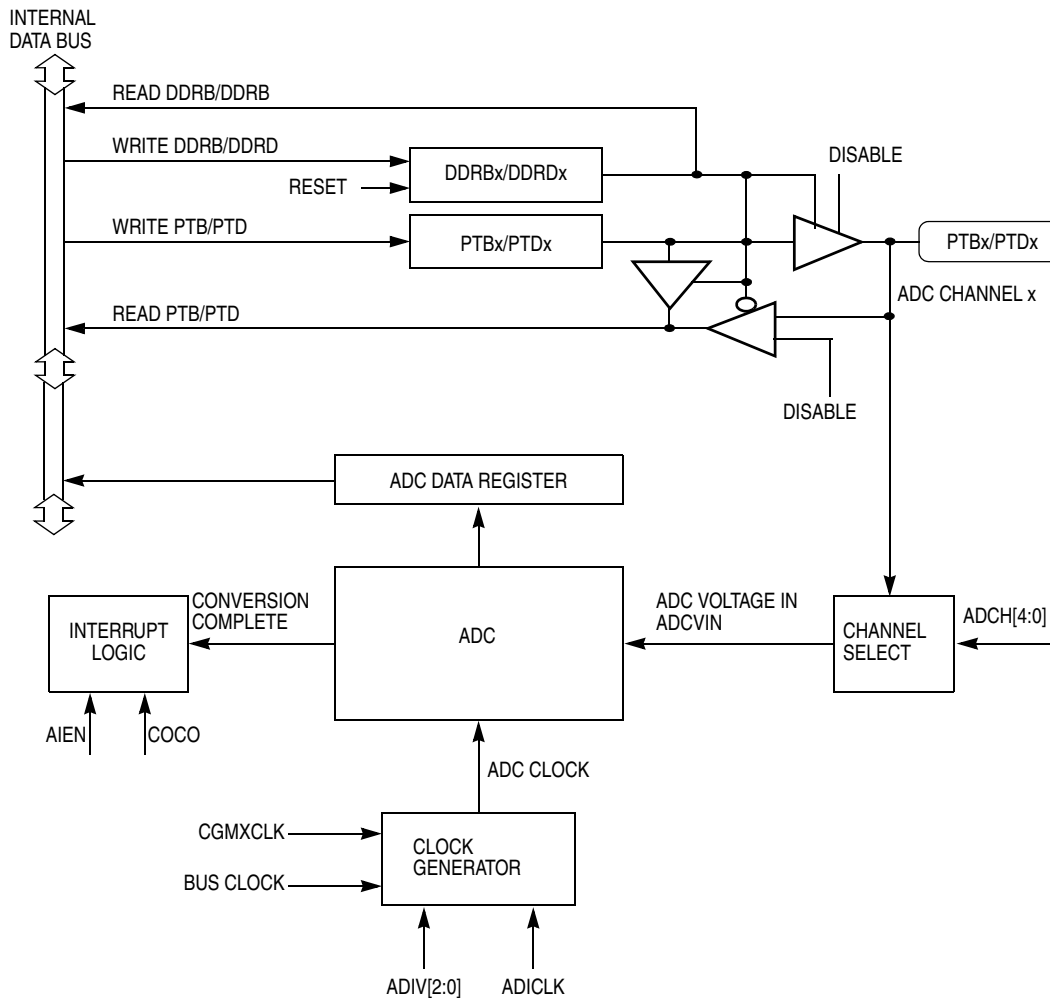 INTERNAL
DATA BUS
READ DDRB/DDRB
WRITE DDRB/DDRD
DISABLE
DDRBx/DDRDx
RESET
WRITE PTB/PTD
PTBx/PTDx
PTBx/PTDx
ADC CHANNEL x
READ PTB/PTD
DISABLE
ADC DATA REGISTER
CONVERSION
COMPLETE
ADC VOLTAGE IN
ADCVIN
INTERRUPT
LOGIC
ADC
CHANNEL
SELECT
ADCH[4:0]
AIEN
COCO
ADC CLOCK
CGMXCLK
CLOCK
GENERATOR
BUS CLOCK
ADIV[2:0]
ADICLK